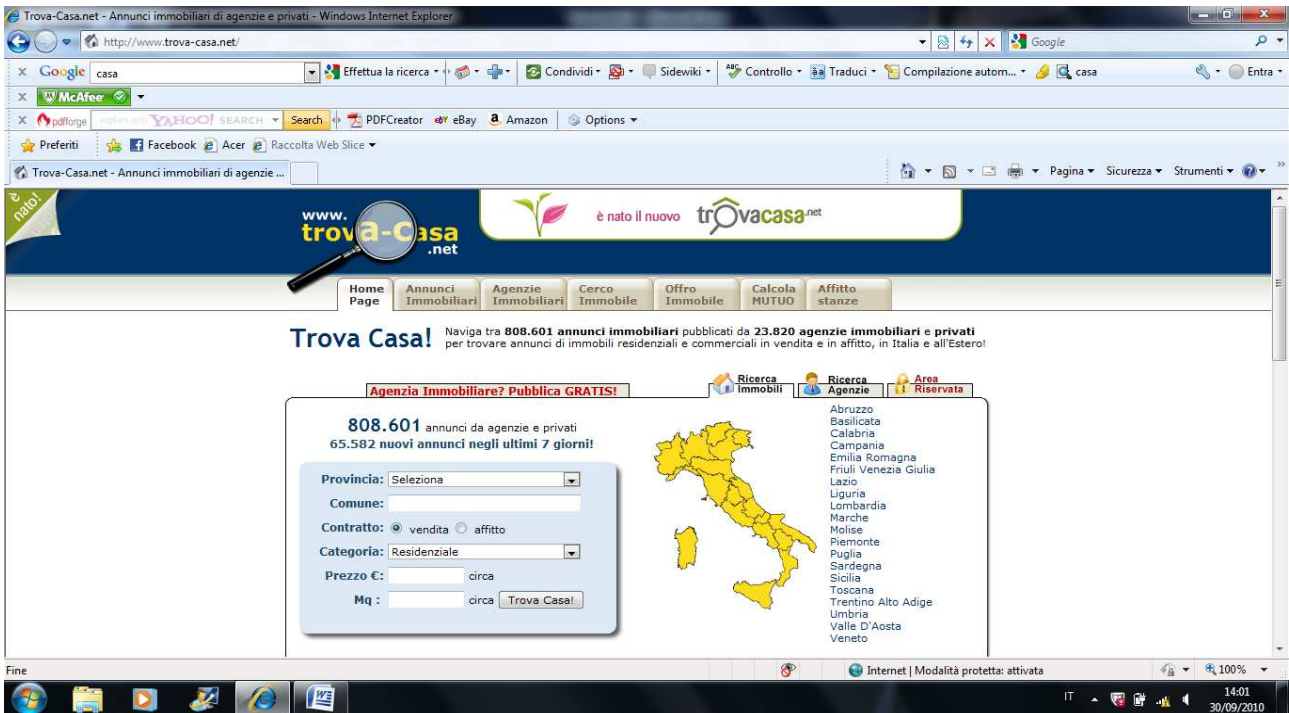 Trova-Casa.net - Annunci immobiliari di agenzie e privati - Windows Internet Explorer
http://www.trova-casa.net/
Google
X Google casa Effettua la ricerca Condividi Sidewiki Controllo Traduci Compilazione autom... casa Entra
X McAfee
X pdfforge YAHOO! SEARCH Search PDFCreator eBay Amazon Options
Preferiti Facebook Acer Raccolta Web Slice
Trova-Casa.net - Annunci immobiliari di agenzie ... Pagina Sicurezza Strumenti
è nato!
www.
trova-casa
.net
è nato il nuovo trovacasa.net
Home Page
Annunci Immobiliari
Agenzie Immobiliari
Cerco Immobile
Offro Immobile
Calcola MUTUO
Affitto stanze
Trova Casa!
Naviga tra 808.601 annunci immobiliari pubblicati da 23.820 agenzie immobiliari e privati
per trovare annunci di immobili residenziali e commerciali in vendita e in affitto, in Italia e all'Estero!
Agenzia Immobiliare? Pubblica GRATIS!
Ricerca Immobili
Ricerca Agenzie
Area Riservata
808.601 annunci da agenzie e privati
65.582 nuovi annunci negli ultimi 7 giorni!
Provincia: Seleziona
Comune:
Contratto: vendita affitto
Categoria: Residenziale
Prezzo €: circa
Mq : circa Trova Casa!
Abruzzo
Basilicata
Calabria
Campania
Emilia Romagna
Friuli Venezia Giulia
Lazio
Liguria
Lombardia
Marche
Molise
Piemonte
Puglia
Sardegna
Sicilia
Toscana
Trentino Alto Adige
Umbria
Valle D'Aosta
Veneto
Fine
Internet | Modalità protetta: attivata
100%
IT
14:01
30/09/2010